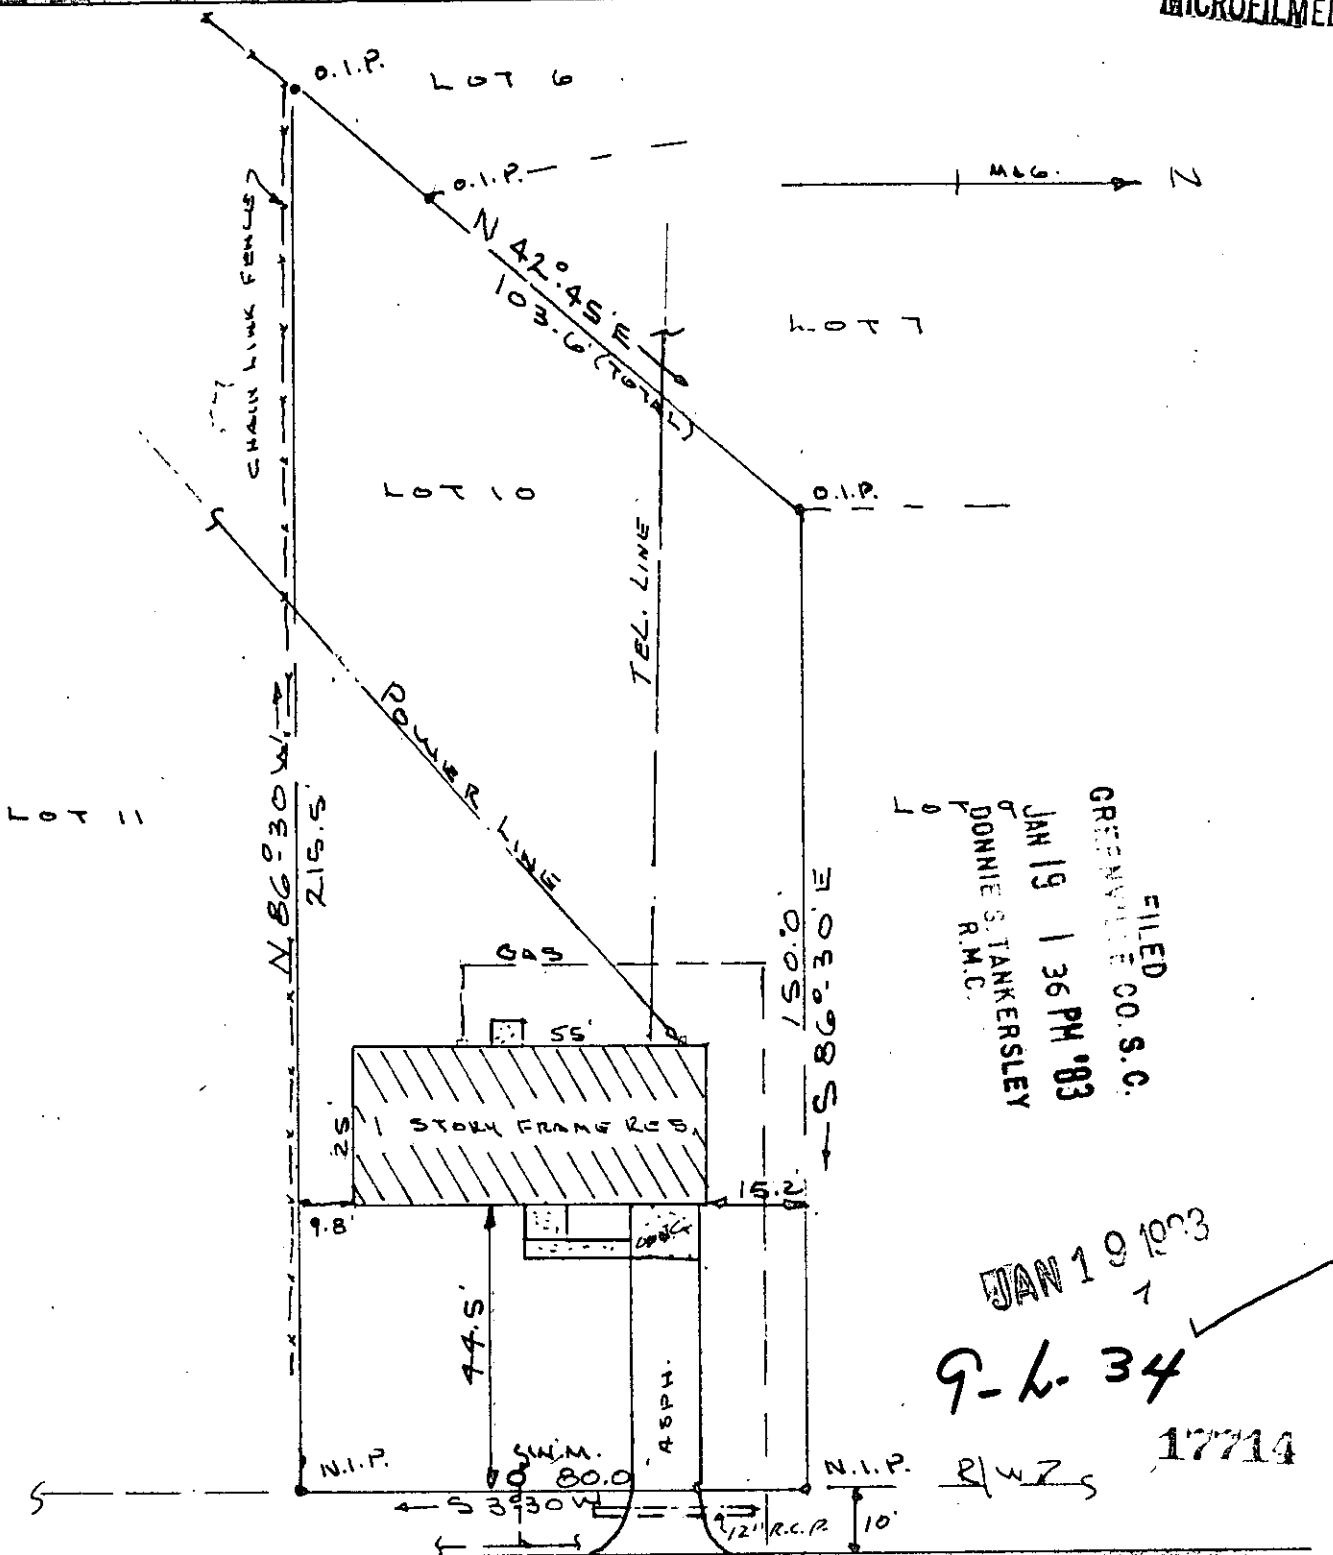 MICROFILMED
O.I.P.
LOT 6
O.I.P.
MAG.
N
CHAIN LINK FENCE
N 42°-45' E
103.6' (TOTAL)
LOT 7
LOT 10
O.I.P.
TEL. LINE
POWER LINE
N 86°-30' W
215.5'
LOT 11
LOT 9
150.0'
S 86°-30' E
FILED
GREENVILLE CO. S.C.
JAN 19 1 36 PM '83
DONNIE S. TANKERSLEY
R.M.C.
GAS
55'
25'
1 STORY FRAME RES.
9.8'
15.2
CONC.
44.5'
ASPH.
JAN 19 1983
9-L-34
17714
N.I.P.
W.M.
80.0
N.I.P.
R/W
S 3°30 W
12" R.C.P.
10'